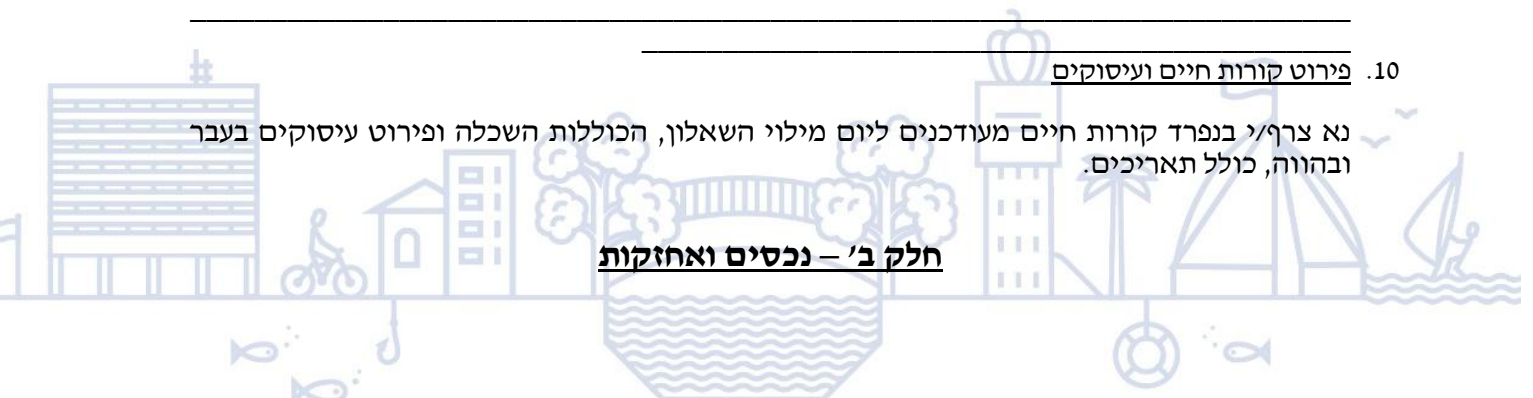 10. פירוט קורות חיים ועיסוקים
נא צרף/י בנפרד קורות חיים מעודכנים ליום מילוי השאלון, הכוללות השכלה ופירוט עיסוקים בעבר
ובהווה, כולל תאריכים.
חלק ב' – נכסים ואחזקות